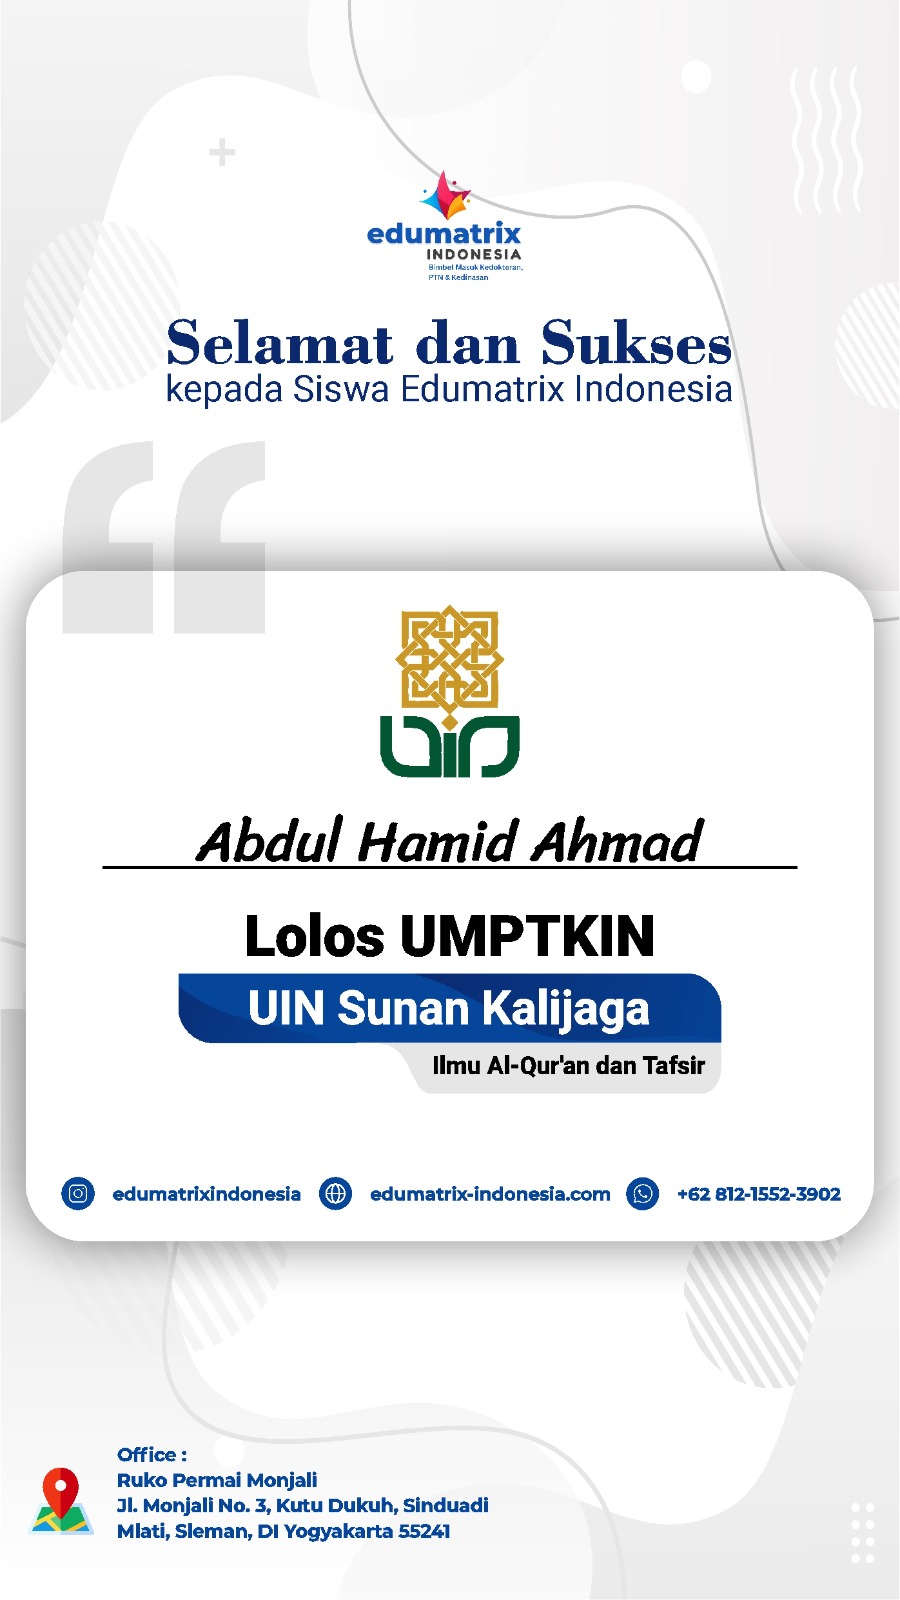 edumatrix
INDONESIA
Bimbel Masuk Kedokteran,
PTN & Kedinasan
Selamat dan Sukses
kepada Siswa Edumatrix Indonesia
uin
Abdul Hamid Ahmad
Lolos UMPTKIN
UIN Sunan Kalijaga
Ilmu Al-Qur'an dan Tafsir
edumatrixindonesia edumatrix-indonesia.com +62 812-1552-3902
Office :
Ruko Permai Monjali
Jl. Monjali No. 3, Kutu Dukuh, Sinduadi
Mlati, Sleman, DI Yogyakarta 55241